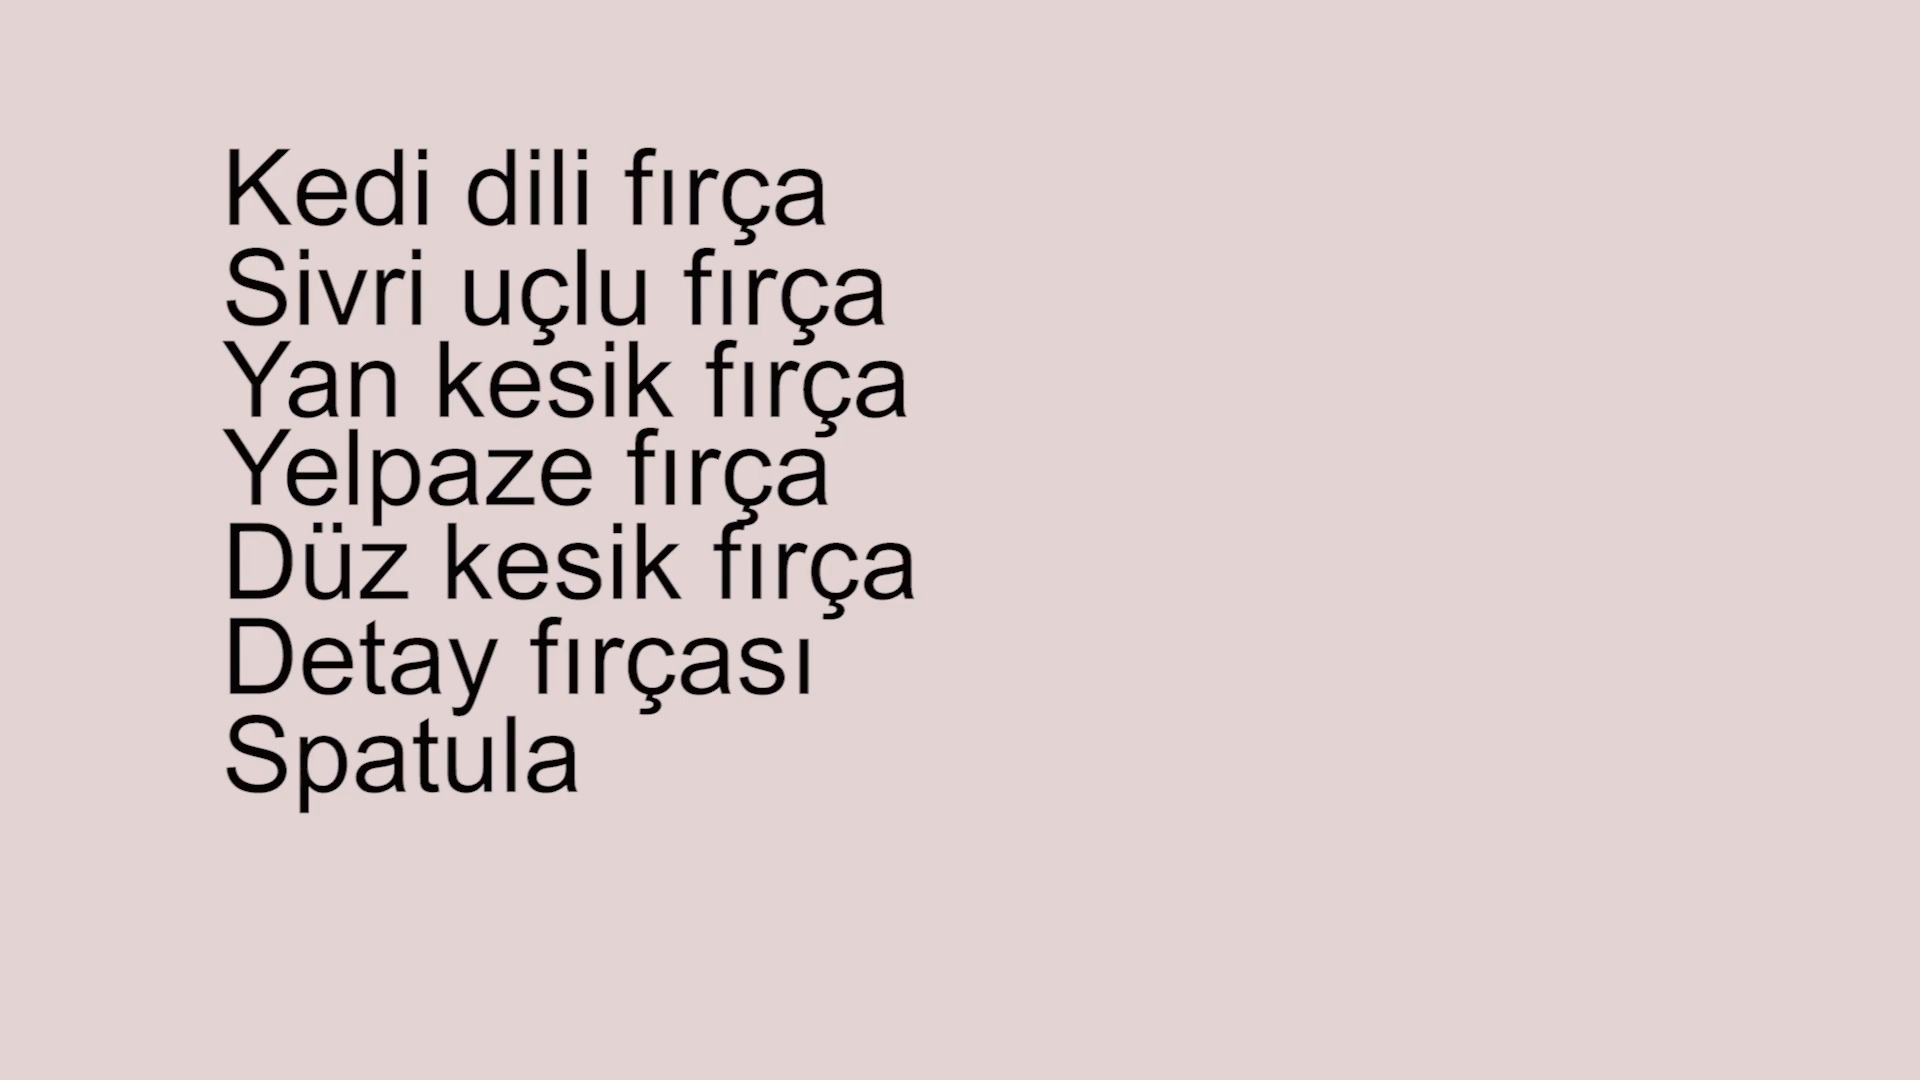 Kedi dili fırça
Sivri uçlu fırça
Yan kesik fırça
Yelpaze fırça
Düz kesik fırça
Detay fırçası
Spatula